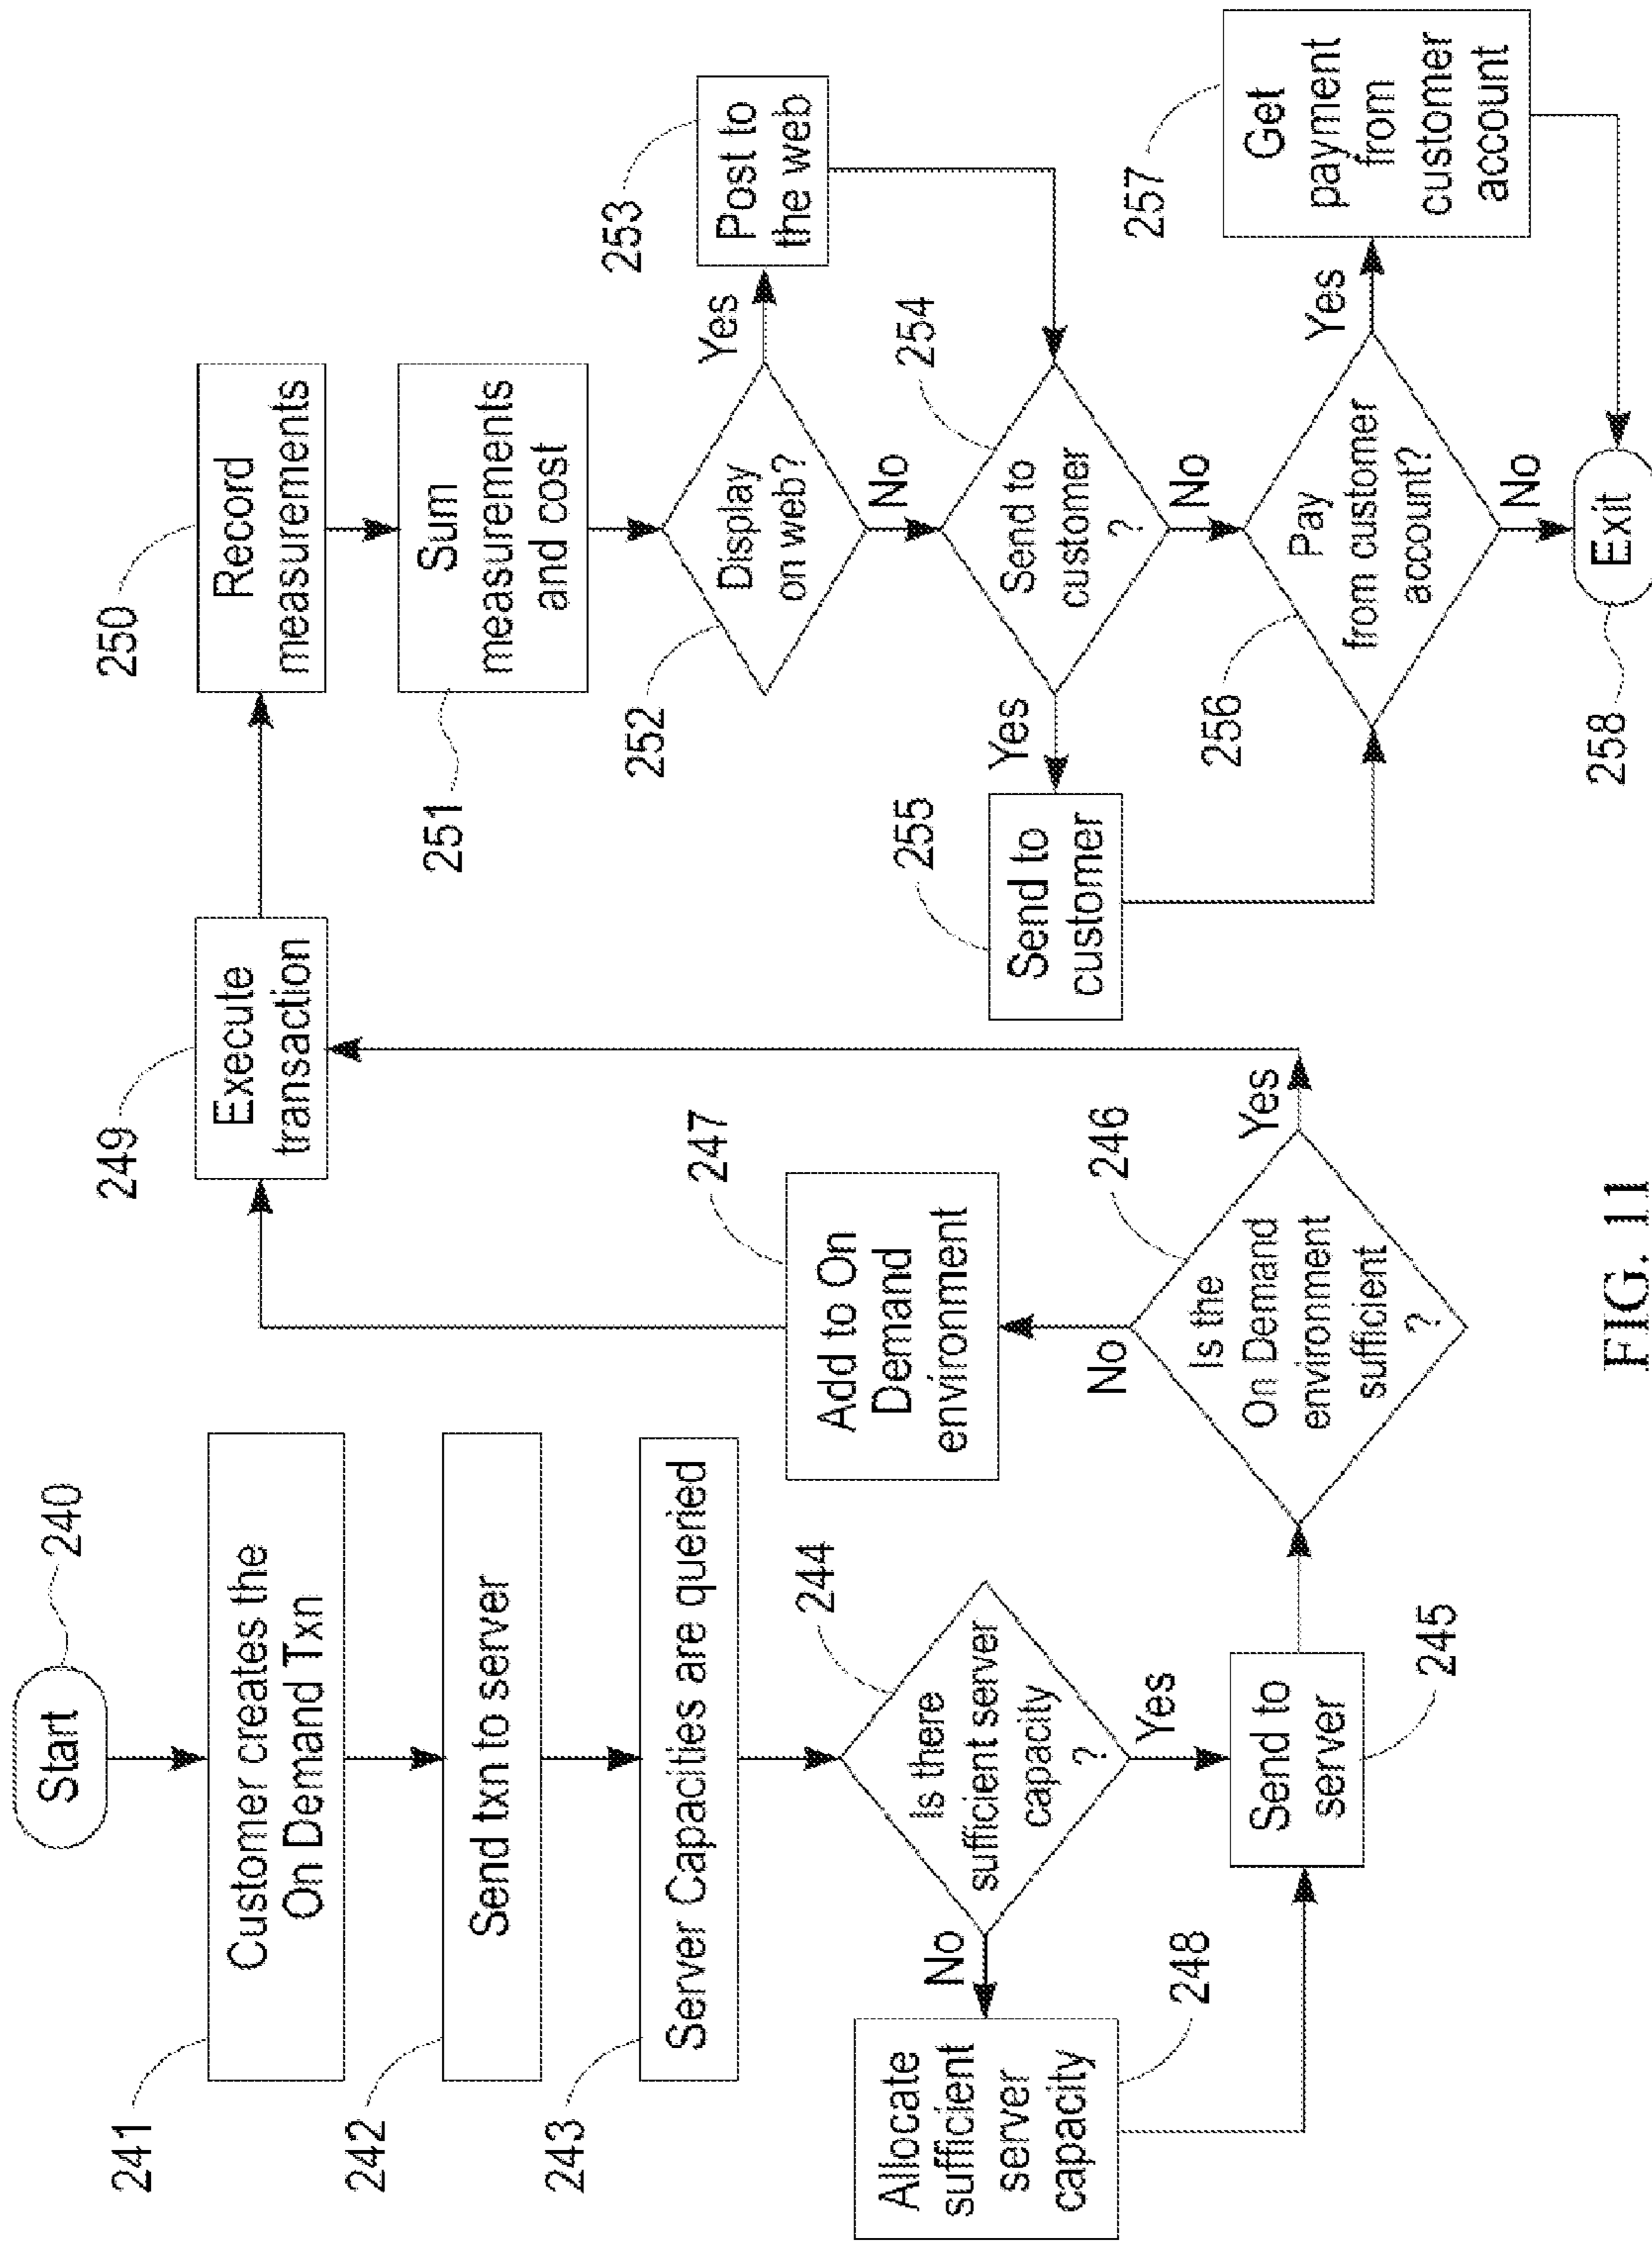 Start
240
Customer creates the
On Demand Txn
241
Send txn to server
242
Server Capacities are queried
243
Is there
sufficient server
capacity
?
244
No
Yes
Allocate
sufficient
server
capacity
248
Send to
server
245
Is the
On Demand
environment
sufficient
?
246
No
Yes
Add to On
Demand
environment
247
Execute
transaction
249
Record
measurements
250
Sum
measurements
and cost
251
Display
on web?
252
Yes
No
Post to
the web
253
Send to
customer
?
254
Yes
No
Send to
customer
255
Pay
from customer
account?
256
Yes
No
Get
payment
from
customer
account
257
Exit
258
FIG. 11